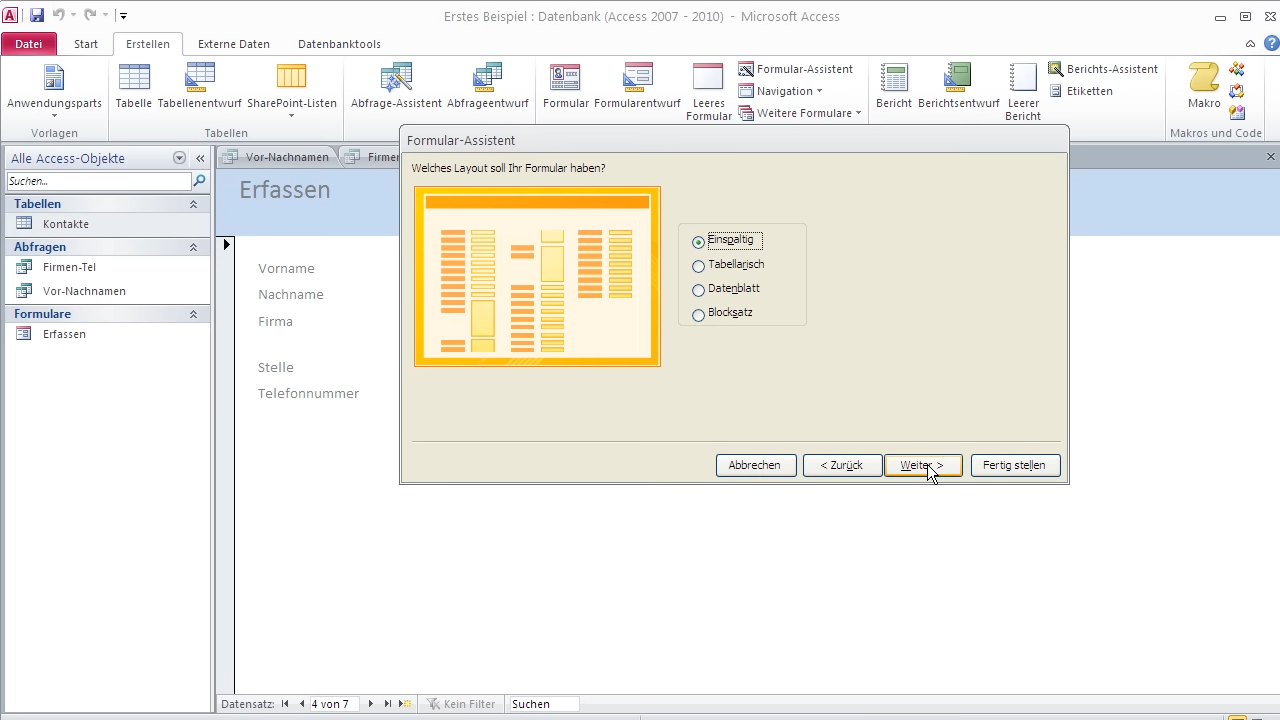 Erstes Beispiel : Datenbank (Access 2007 - 2010) - Microsoft Access
Datei Start Erstellen Externe Daten Datenbanktools
Anwendungsparts Tabelle Tabellenentwurf SharePoint-Listen Abfrage-Assistent Abfrageentwurf Formular Formularentwurf Leeres Formular Formular-Assistent Navigation Weitere Formulare Bericht Berichtsentwurf Leerer Bericht Berichts-Assistent Etiketten Makro
Vorlagen Tabellen Makros und Code
Alle Access-Objekte
Suchen...
Tabellen
Kontakte
Abfragen
Firmen-Tel
Vor-Nachnamen
Formulare
Erfassen
Vor-Nachnamen
Erfassen
Vorname
Nachname
Firma
Stelle
Telefonnummer
Formular-Assistent
Welches Layout soll Ihr Formular haben?
Einspaltig
Tabellarisch
Datenblatt
Blocksatz
Abbrechen < Zurück Weiter > Fertig stellen
Datensatz: 4 von 7 Kein Filter Suchen